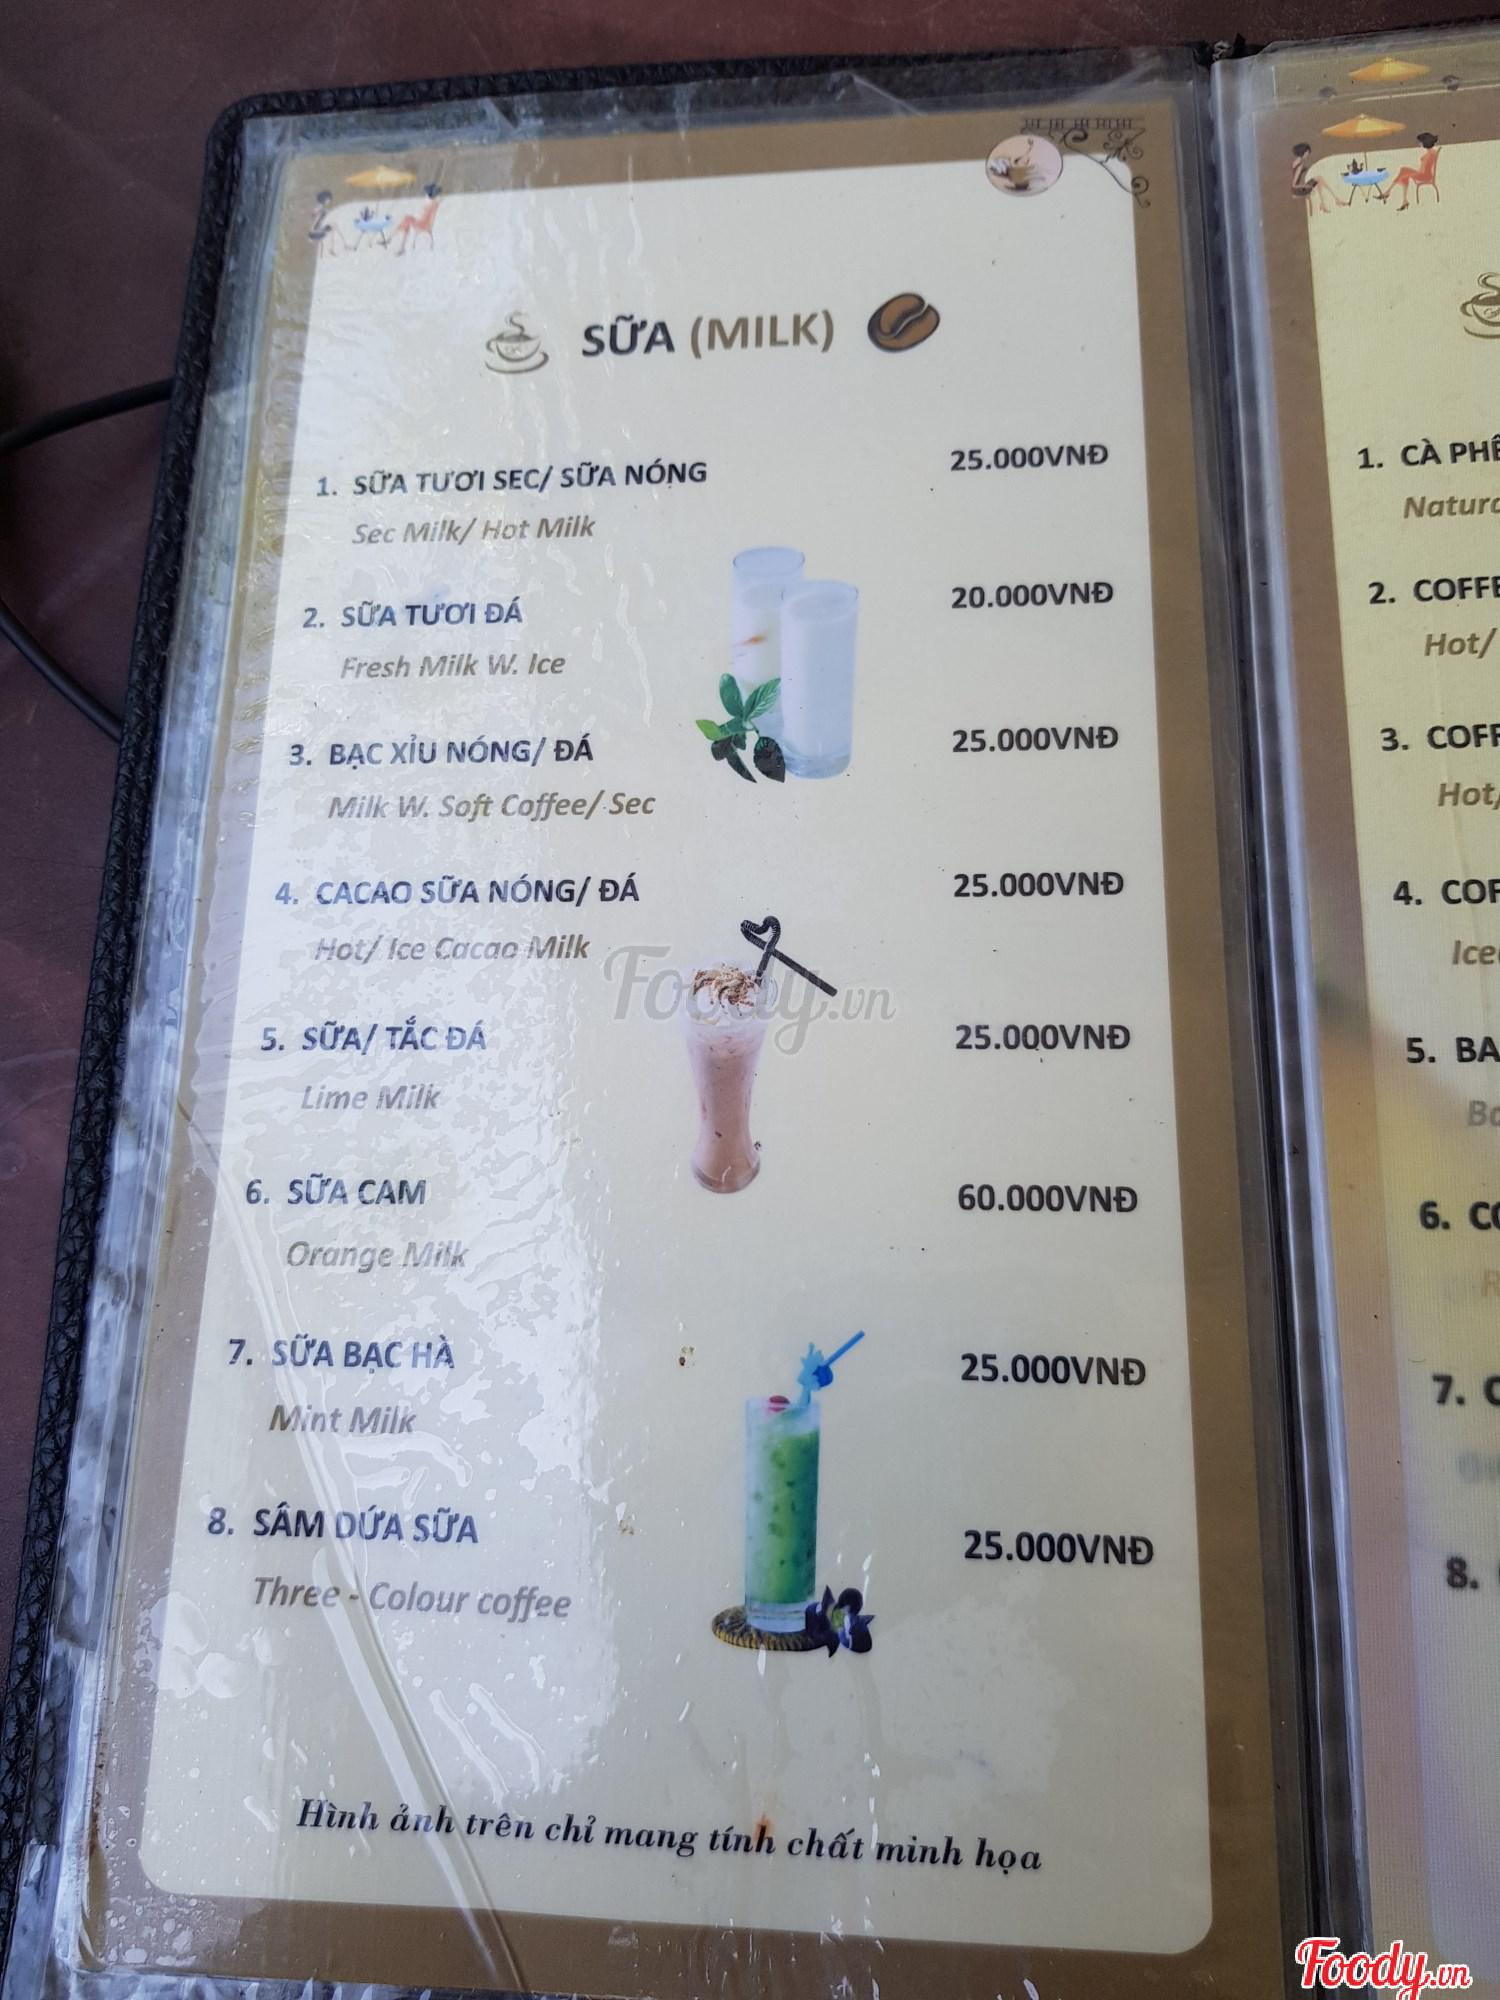 SỮA (MILK)
1. SỮA TƯƠI SEC/ SỮA NÓNG 25.000VNĐ
Sec Milk/ Hot Milk
2. SỮA TƯƠI ĐÁ 20.000VNĐ
Fresh Milk W. Ice
3. BẠC XỈU NÓNG/ ĐÁ 25.000VNĐ
Milk W. Soft Coffee/ Sec
4. CACAO SỮA NÓNG/ ĐÁ 25.000VNĐ
Hot/ Ice Cacao Milk
5. SỮA/ TẮC ĐÁ 25.000VNĐ
Lime Milk
6. SỮA CAM 60.000VNĐ
Orange Milk
7. SỮA BẠC HÀ 25.000VNĐ
Mint Milk
8. SÂM DỨA SỮA 25.000VNĐ
Three - Colour coffee
Hình ảnh trên chỉ mang tính chất minh họa
Foody.vn
1. CÀ PHÊ
2.
Hot/
3.
Hot/
4.
5.
6.
7.
8.
Foody.vn